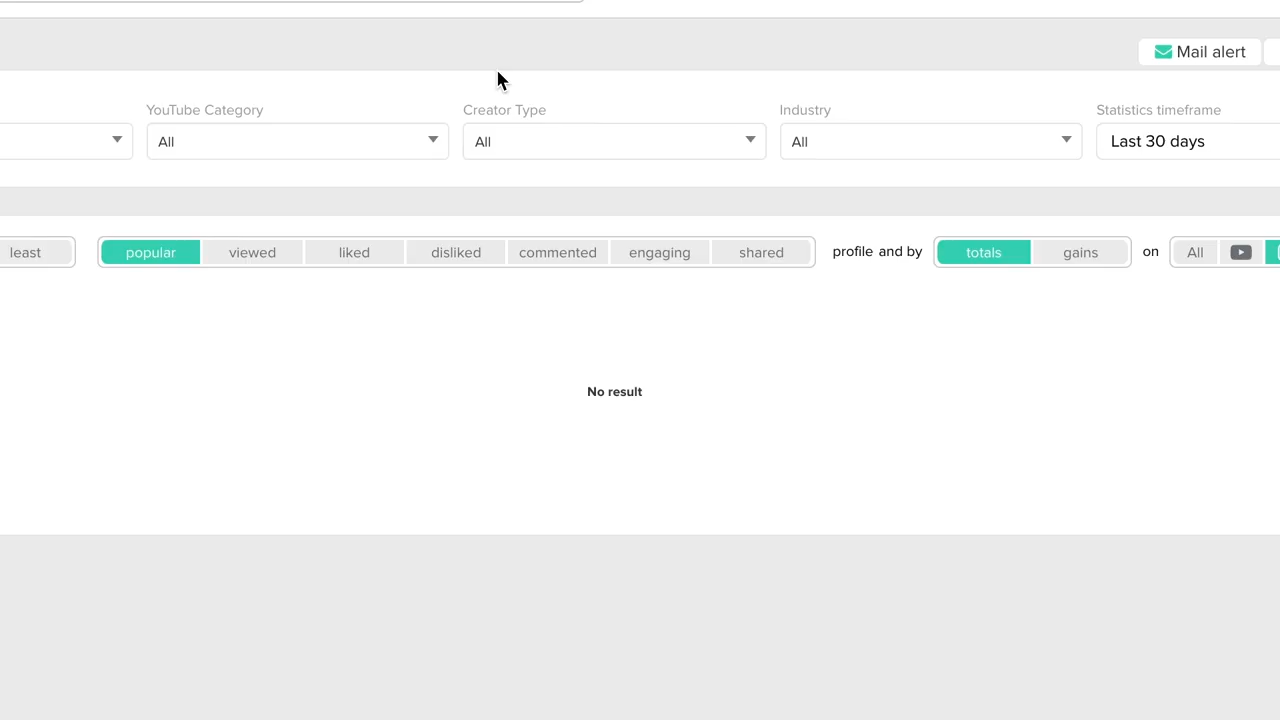 Mail alert
YouTube Category
Creator Type
Industry
Statistics timeframe
All
All
All
Last 30 days
least
popular
viewed
liked
disliked
commented
engaging
shared
profile and by
totals
gains
on
All
No result